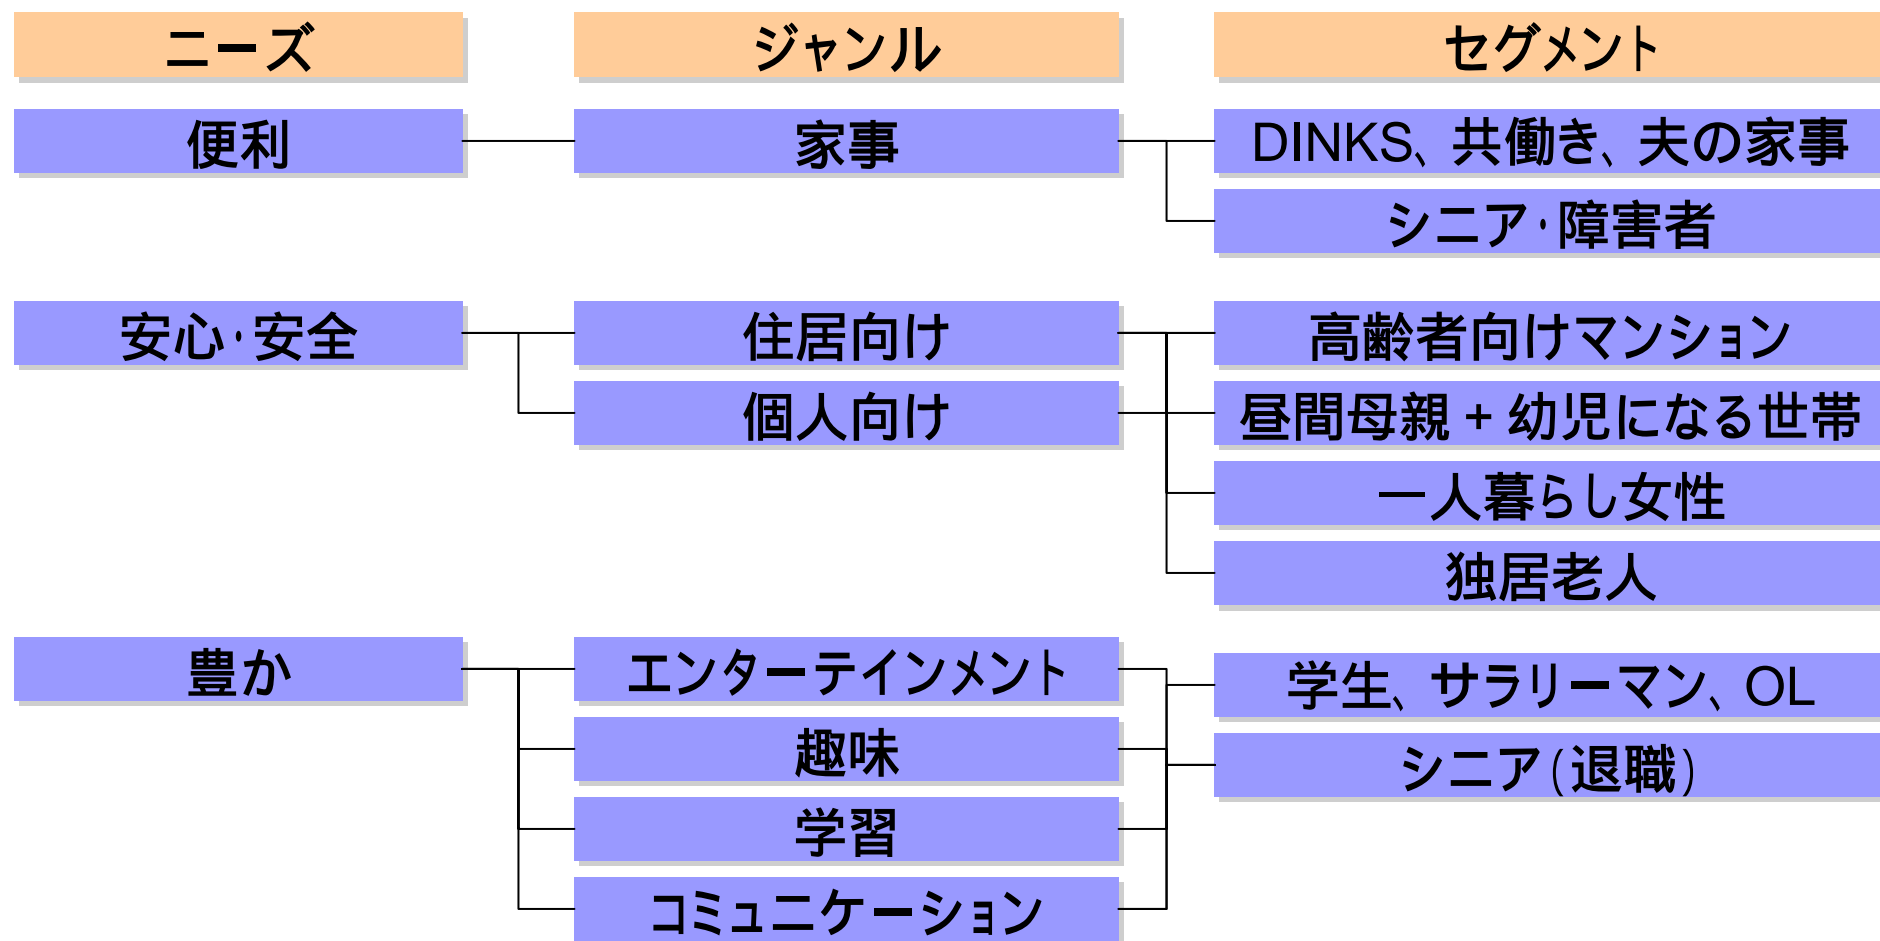 ニーズ
ジャンル
セグメント
便利
家事
DINKS、共働き、夫の家事
シニア・障害者
安心・安全
住居向け
高齢者向けマンション
個人向け
昼間母親+幼児になる世帯
一人暮らし女性
独居老人
豊か
エンターテインメント
学生、サラリーマン、OL
趣味
シニア(退職)
学習
コミュニケーション